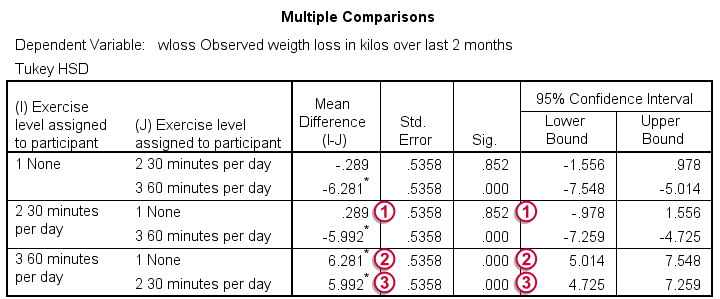 Multiple Comparisons
Dependent Variable: wloss Observed weigth loss in kilos over last 2 months
Tukey HSD
(I) Exercise level assigned to participant (J) Exercise level assigned to participant Mean Difference (I-J) Std. Error Sig. 95% Confidence Interval
Lower Bound Upper Bound
1 None 2 30 minutes per day -.289 .5358 .852 -1.556 .978
3 60 minutes per day -6.281* .5358 .000 -7.548 -5.014
2 30 minutes per day 1 None .289 1 .5358 .852 1 -.978 1.556
3 60 minutes per day -5.992* .5358 .000 -7.259 -4.725
3 60 minutes per day 1 None 6.281* 2 .5358 .000 2 5.014 7.548
2 30 minutes per day 5.992* 3 .5358 .000 3 4.725 7.259